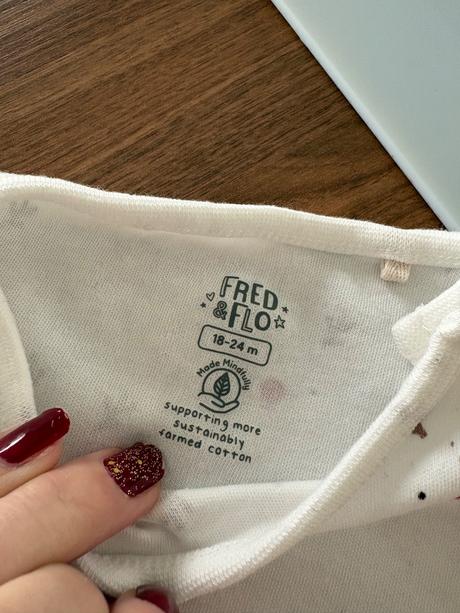 FRED
&FLO
18-24 m
Made Mindfully
supporting more
sustainably
farmed cotton